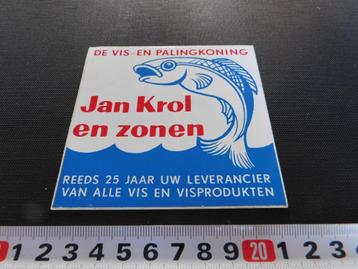 DE VIS-EN PALINGKONING
Jan Krol
en zonen
REEDS 25 JAAR UW LEVERANCIER
VAN ALLE VIS EN VISPRODUKTEN
1 2 3 4 5 6 7 8 9 20 1 2 3